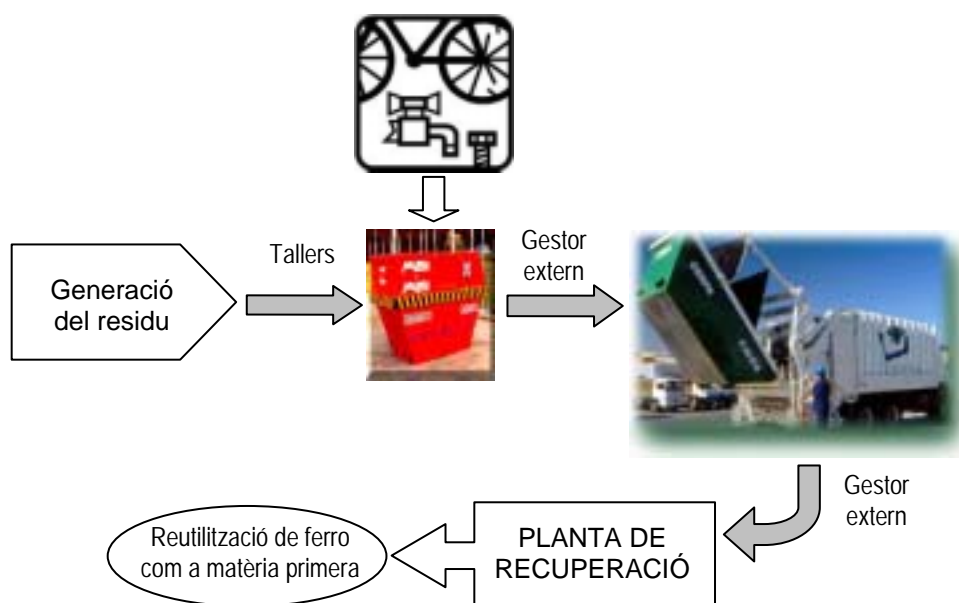 Generació
del residu
Tallers
Gestor
extern
Gestor
extern
PLANTA DE
RECUPERACIÓ
Reutilització de ferro
com a matèria primera